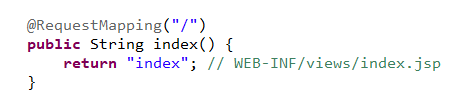 @RequestMapping("/")
public String index() {
    return "index"; // WEB-INF/views/index.jsp
}